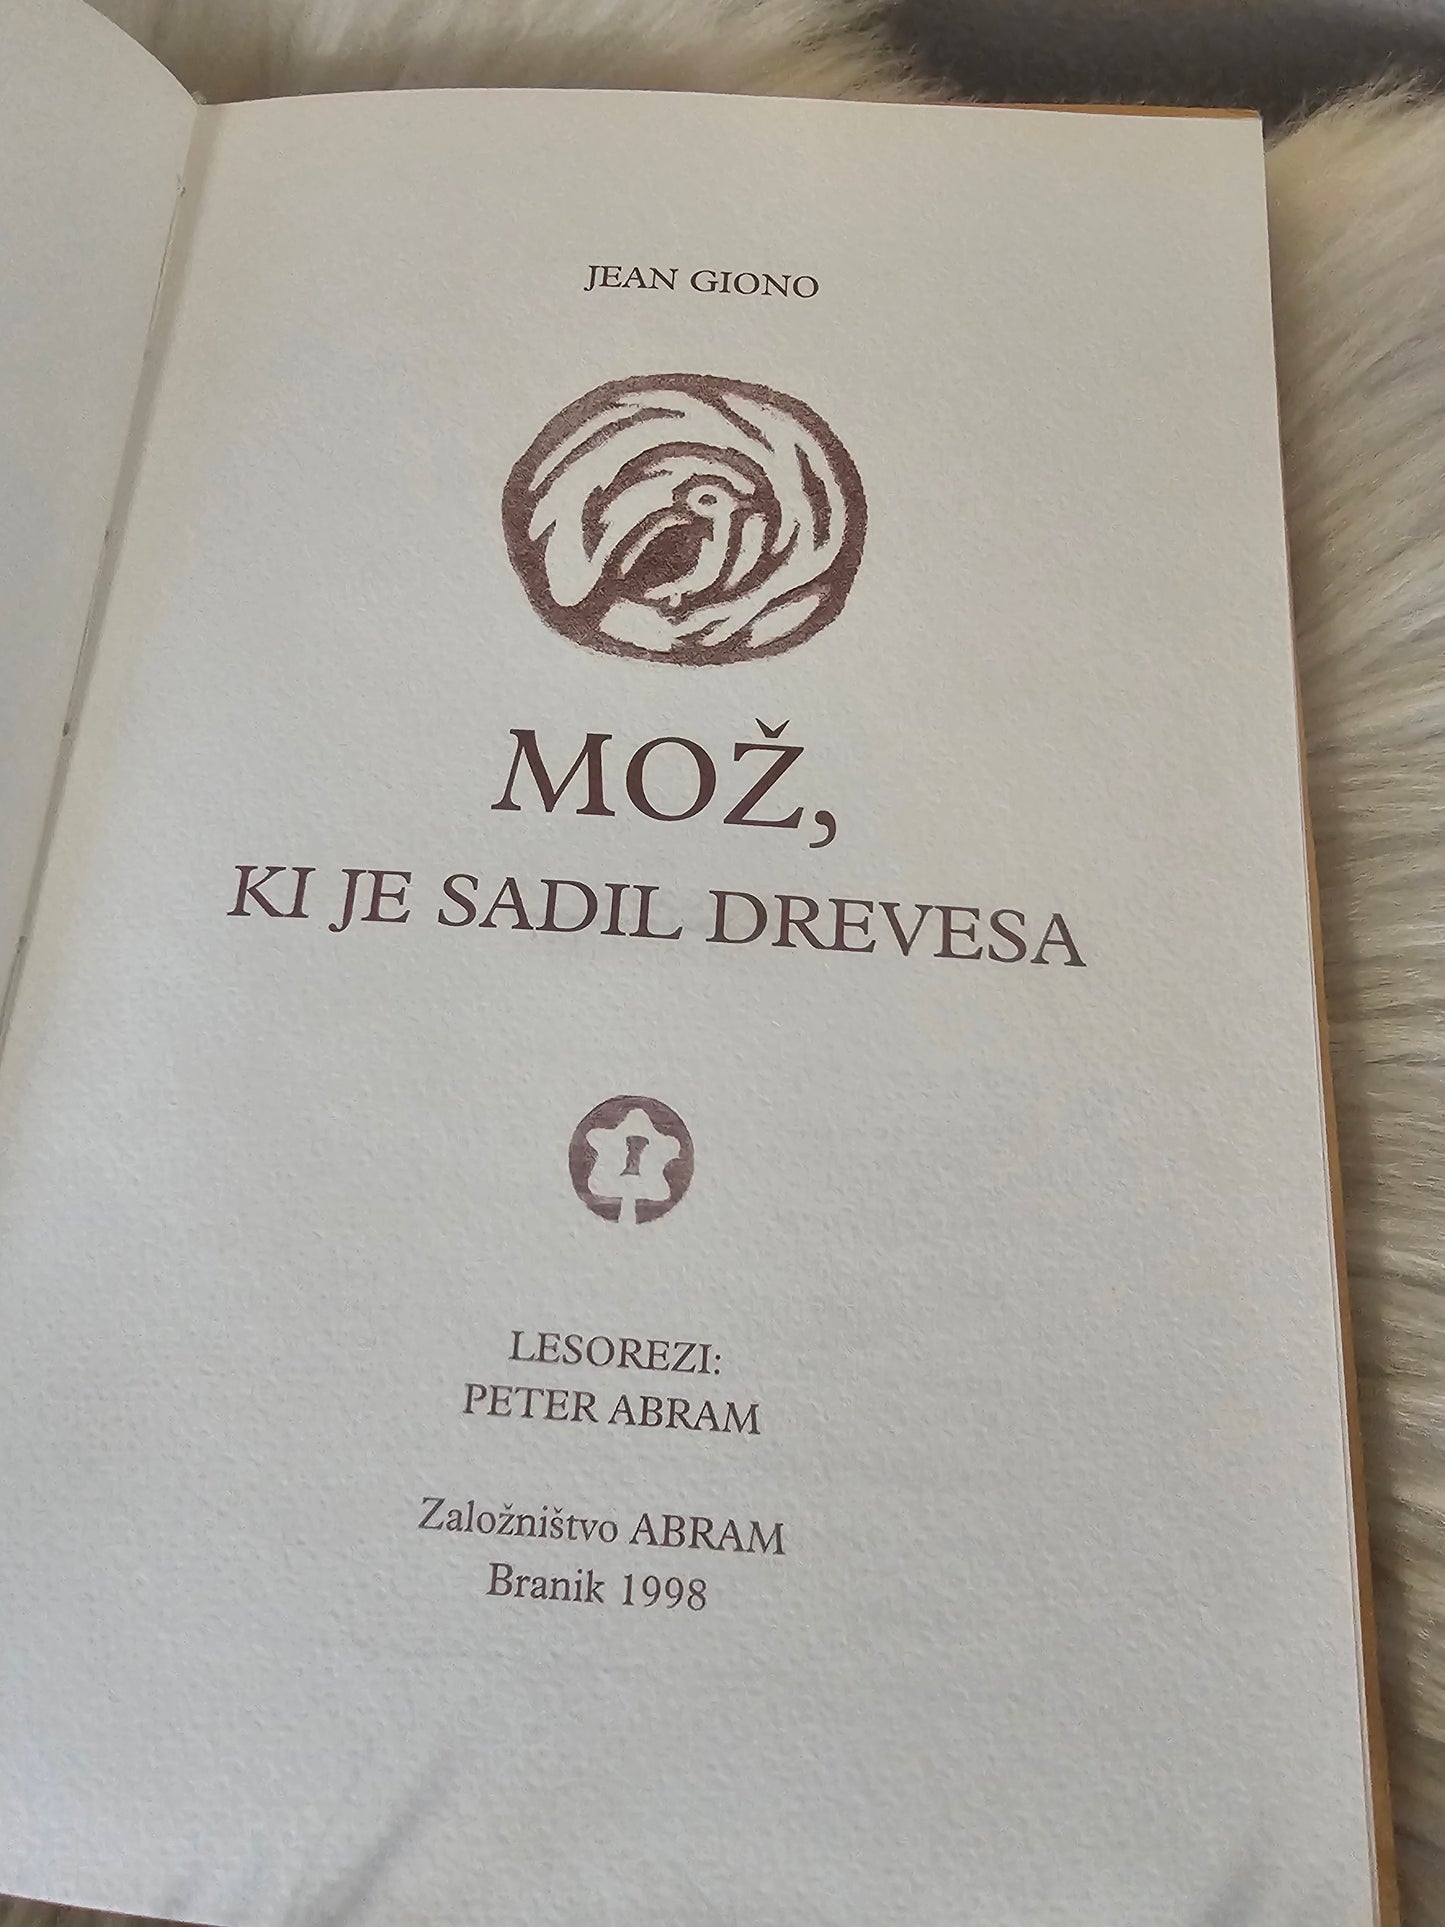 JEAN GIONO
MOŽ,
KI JE SADIL DREVESA
LESOREZI:
PETER ABRAM
Založništvo ABRAM
Branik 1998